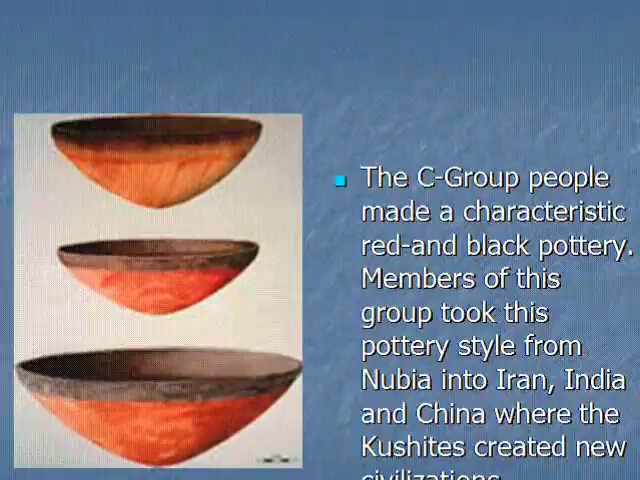 The C-Group people
made a characteristic
red-and black pottery.
Members of this
group took this
pottery style from
Nubia into Iran, India
and China where the
Kushites created new
civilizations